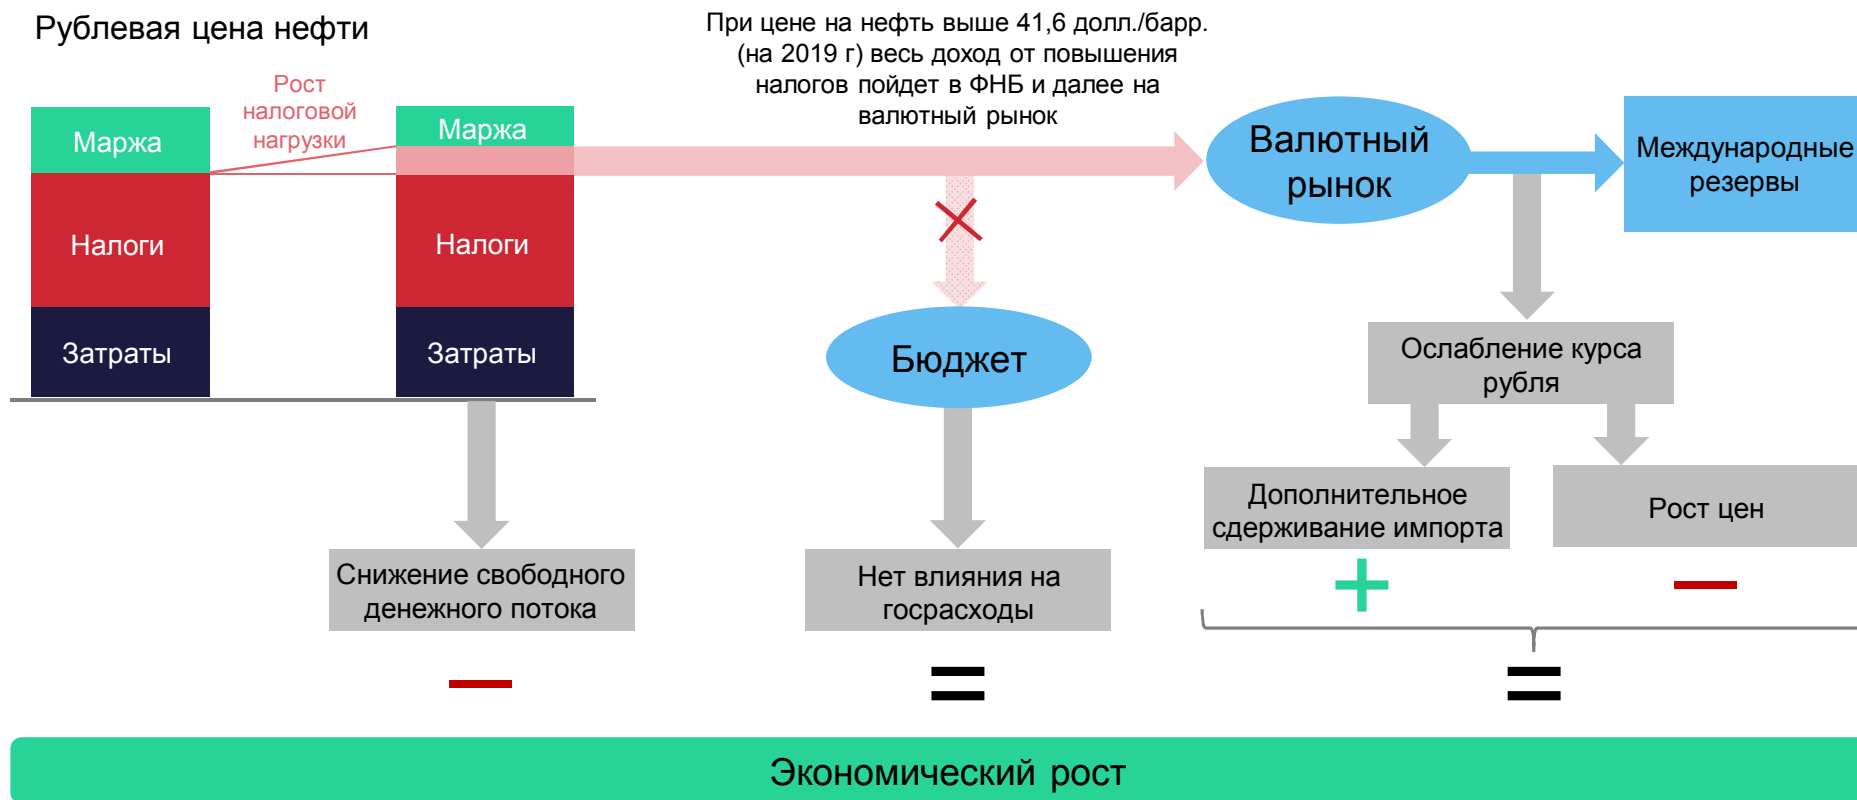 Рублевая цена нефти
При цене на нефть выше 41,6 долл./барр.
(на 2019 г) весь доход от повышения
налогов пойдет в ФНБ и далее на
валютный рынок
Рост
налоговой
нагрузки
Маржа
Налоги
Затраты
Маржа
Налоги
Затраты
Валютный
рынок
Международные
резервы
Бюджет
Ослабление курса
рубля
Дополнительное
сдерживание импорта
Рост цен
Снижение свободного
денежного потока
Нет влияния на
госрасходы
+
—
—
=
=
Экономический рост